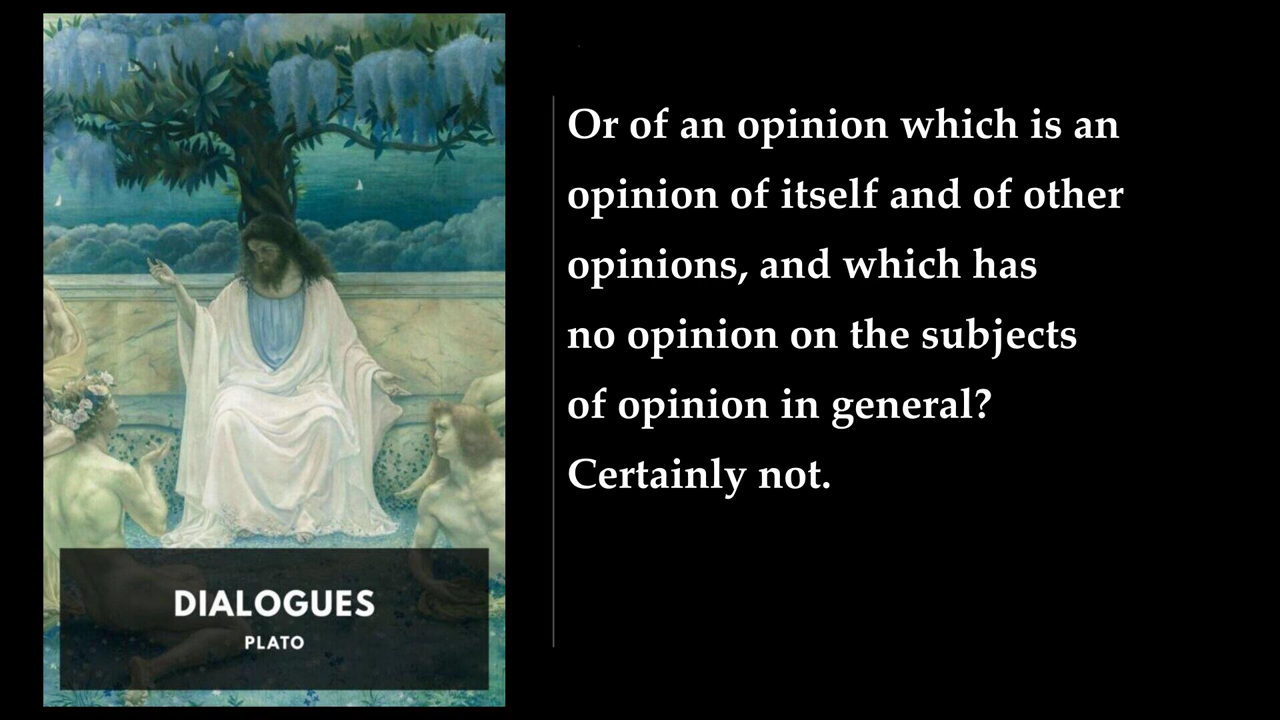 DIALOGUES
PLATO
Or of an opinion which is an
opinion of itself and of other
opinions, and which has
no opinion on the subjects
of opinion in general?
Certainly not.